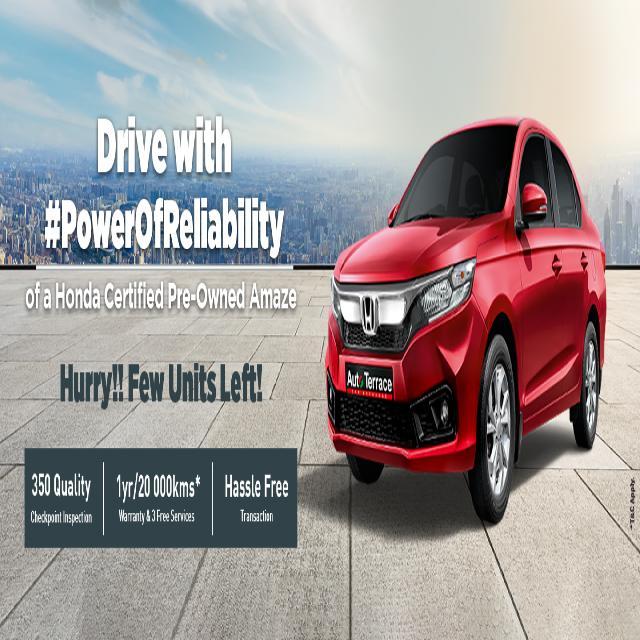 Drive with
#PowerOfReliability
of a Honda Certified Pre-Owned Amaze
Hurry!! Few Units Left!
350 Quality
Checkpoint Inspection
1yr/20 000kms*
Warranty & 3 Free Services
Hassle Free
Transaction
Auto Terrace
*T&C Apply.